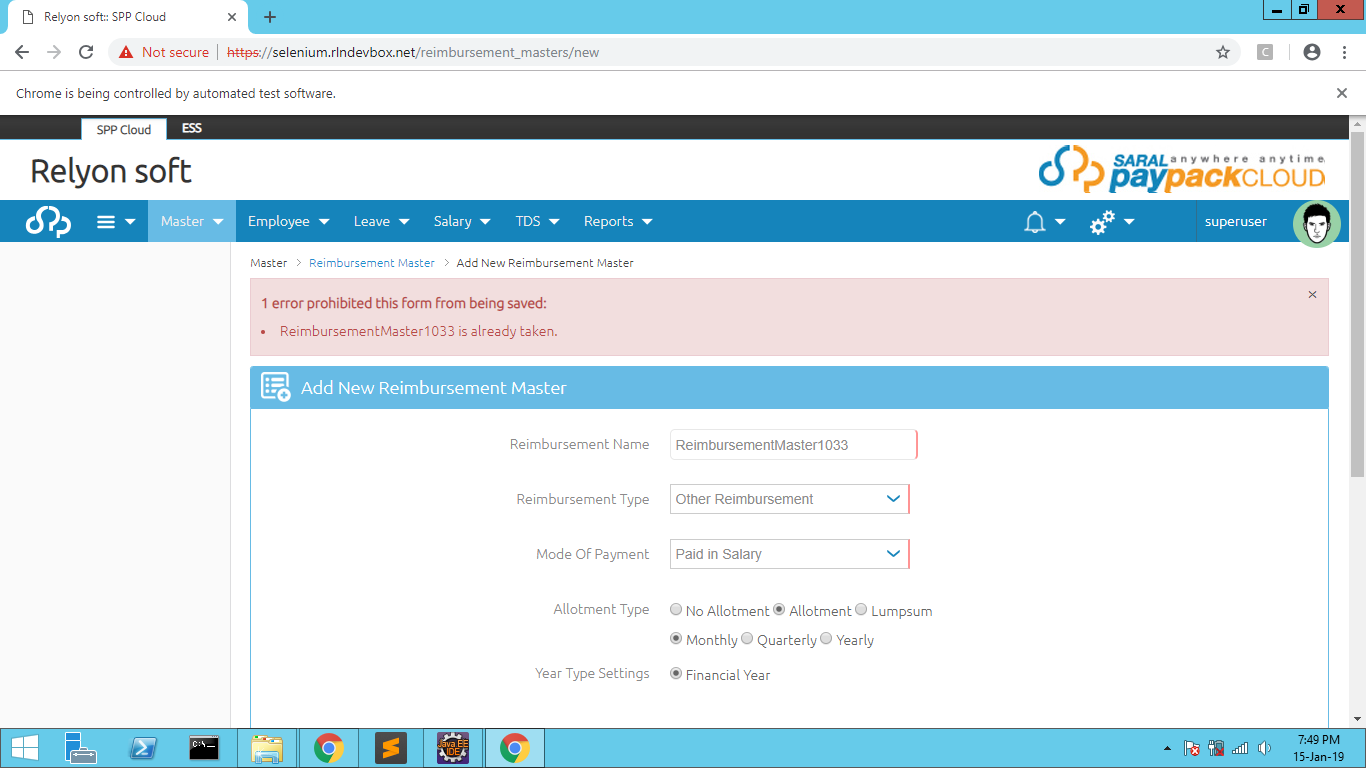 Relyon soft:: SPP Cloud
Not secure https://selenium.rlndevbox.net/reimbursement_masters/new
C
Chrome is being controlled by automated test software.
SPP Cloud ESS
Relyon soft
SARAL anywhere anytime
paypackCLOUD
Master Employee Leave Salary TDS Reports superuser
Master > Reimbursement Master > Add New Reimbursement Master
1 error prohibited this form from being saved:
• ReimbursementMaster1033 is already taken.
Add New Reimbursement Master
Reimbursement Name ReimbursementMaster1033
Reimbursement Type Other Reimbursement
Mode Of Payment Paid in Salary
Allotment Type No Allotment Allotment Lumpsum
Monthly Quarterly Yearly
Year Type Settings Financial Year
C:\_
Java EE
IDE
7:49 PM
15-Jan-19